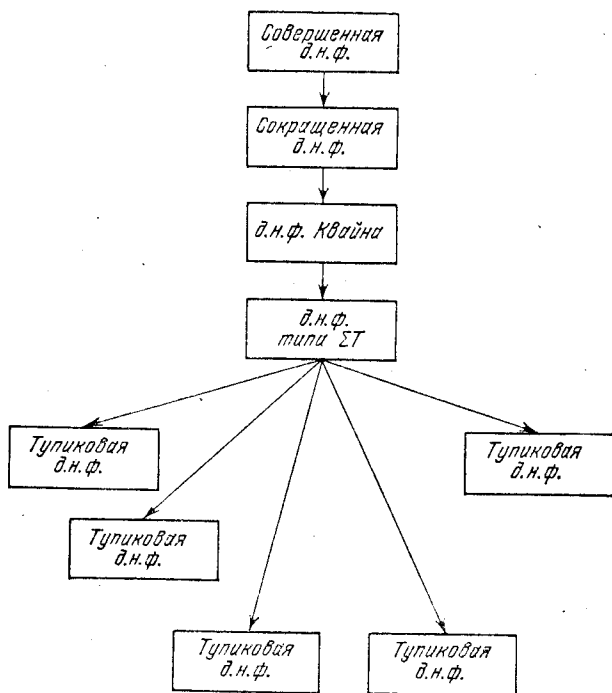 Совершенная
д.н.ф.
Сокращенная
д.н.ф.
д.н.ф. Квайна
д.н.ф.
типа ΣТ
Тупиковая
д.н.ф.
Тупиковая
д.н.ф.
Тупиковая
д.н.ф.
Тупиковая
д.н.ф.
Тупиковая
д.н.ф.